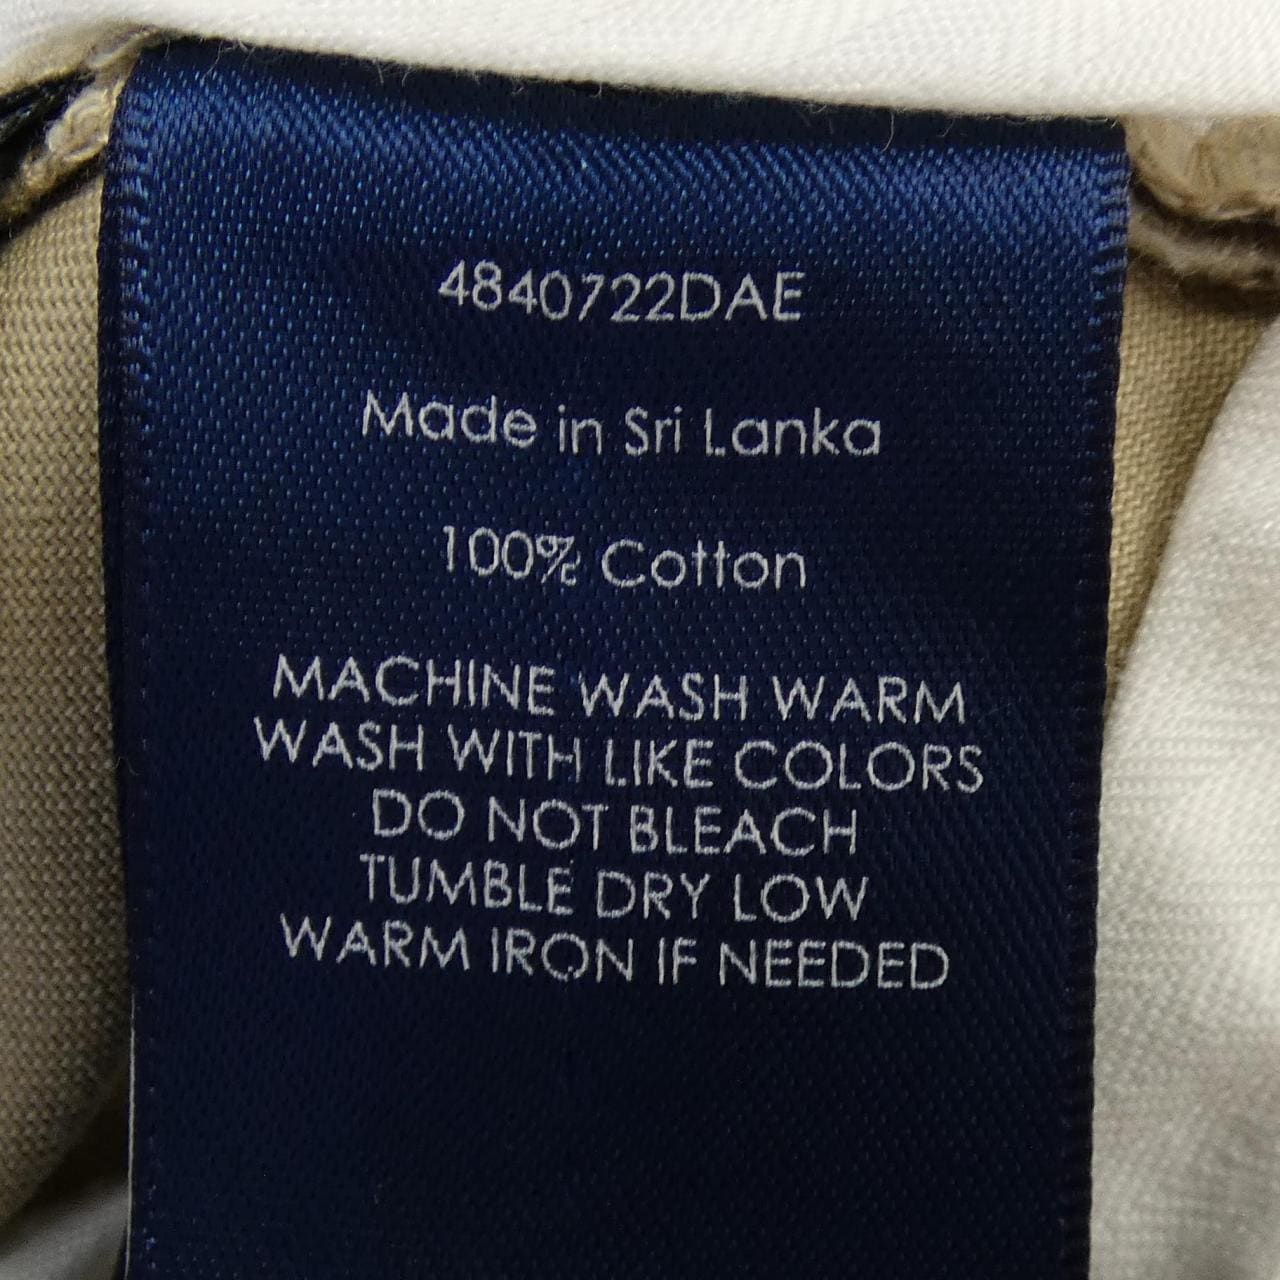 4840722DAE
Made in Sri Lanka
100% Cotton
MACHINE WASH WARM
WASH WITH LIKE COLORS
DO NOT BLEACH
TUMBLE DRY LOW
WARM IRON IF NEEDED